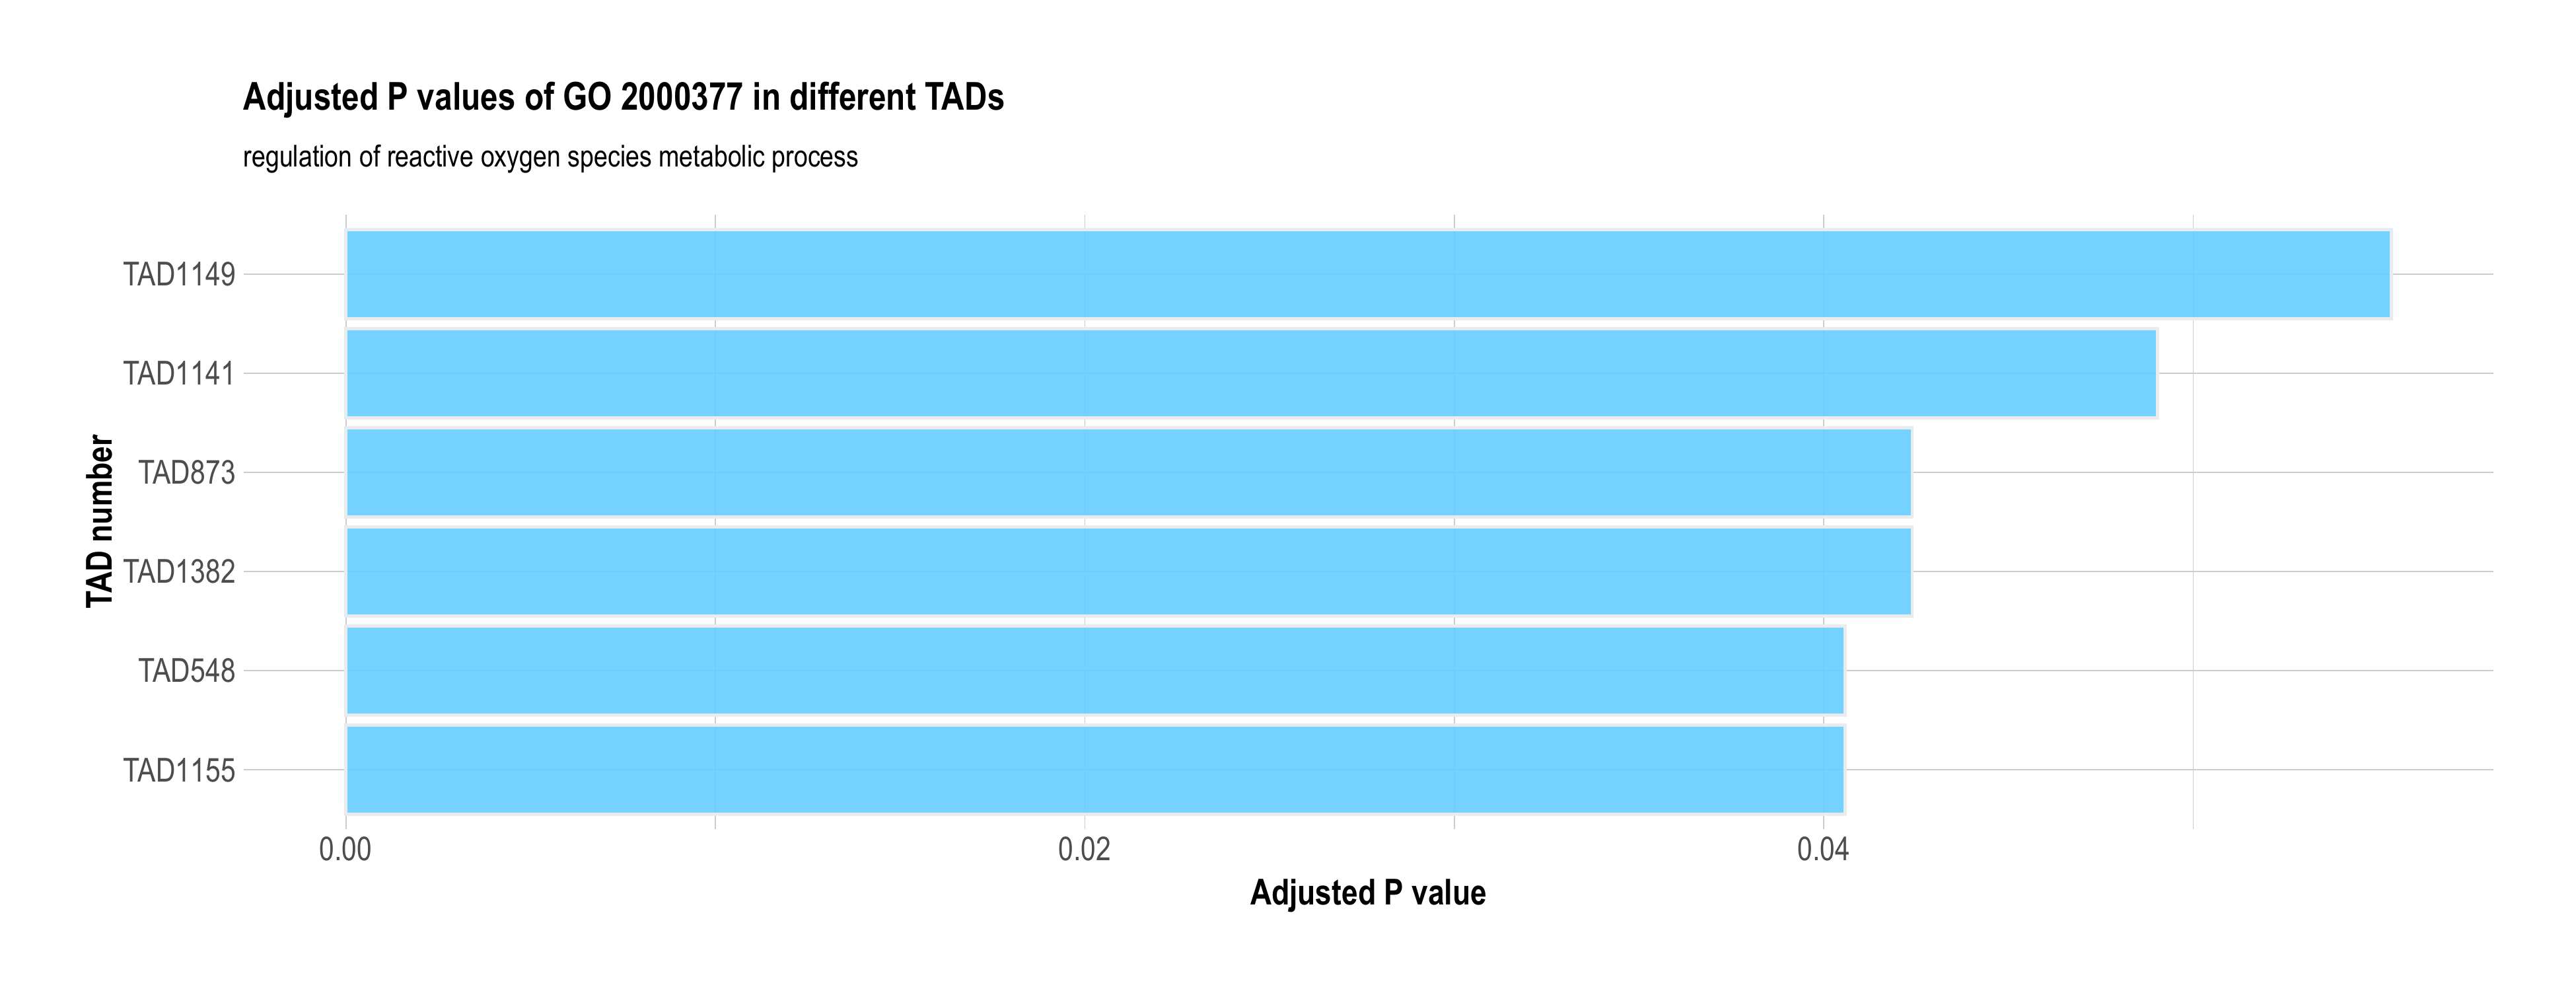 Adjusted P values of GO 2000377 in different TADs
regulation of reactive oxygen species metabolic process
TAD1149
TAD1141
TAD873
TAD1382
TAD548
TAD1155
TAD number
0.00
0.02
0.04
Adjusted P value